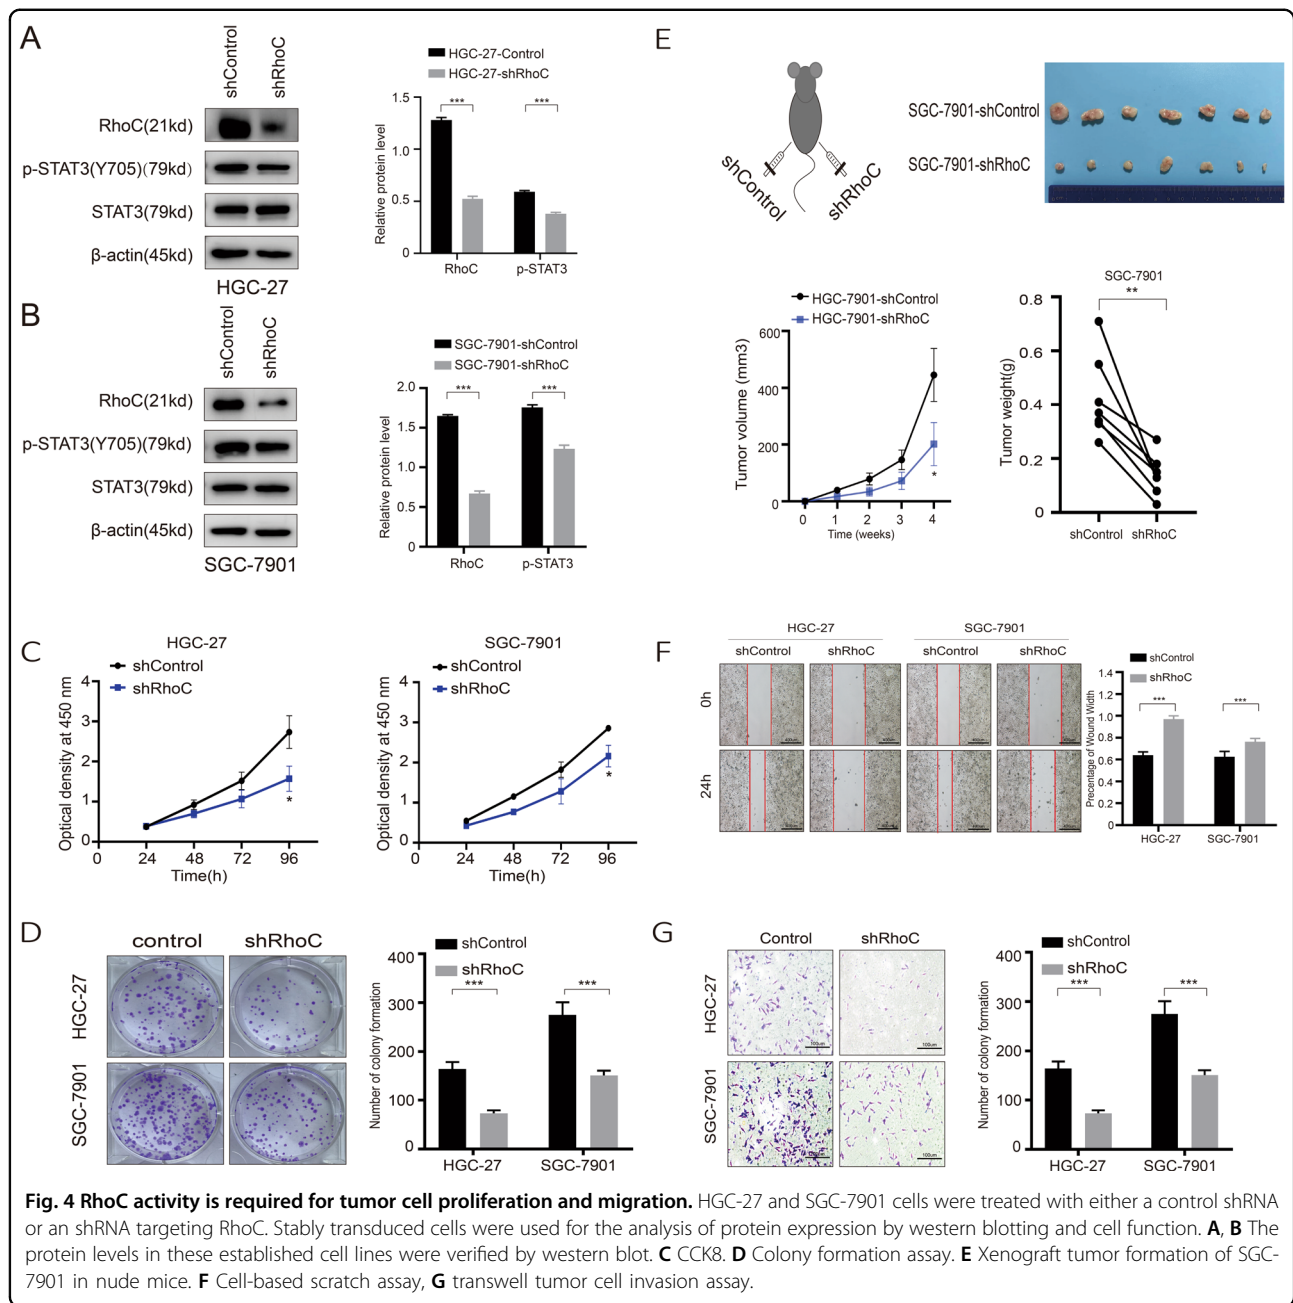 A
shControl
shRhoC
RhoC(21kd)
p-STAT3(Y705)(79kd)
STAT3(79kd)
β-actin(45kd)
HGC-27
HGC-27-Control
HGC-27-shRhoC
Relative protein level
1.5
1.0
0.5
0
***
***
RhoC
p-STAT3
B
shControl
shRhoC
RhoC(21kd)
p-STAT3(Y705)(79kd)
STAT3(79kd)
β-actin(45kd)
SGC-7901
SGC-7901-shControl
SGC-7901-shRhoC
Relative protein level
2.0
1.5
1.0
0.5
0
***
***
RhoC
p-STAT3
C
HGC-27
shControl
shRhoC
Optical density at 450 nm
4
3
2
1
0
*
0 24 48 72 96
Time(h)
SGC-7901
shControl
shRhoC
Optical density at 450 nm
4
3
2
1
0
*
0 24 48 72 96
Time(h)
D
control
shRhoC
HGC-27
SGC-7901
shControl
shRhoC
Number of colony formation
400
300
200
100
0
***
***
HGC-27
SGC-7901
E
shControl
shRhoC
SGC-7901-shControl
SGC-7901-shRhoC
HGC-7901-shControl
HGC-7901-shRhoC
Tumor volume (mm3)
600
400
200
0
*
0 1 2 3 4
Time (weeks)
SGC-7901
**
Tumor weight(g)
0.8
0.6
0.4
0.2
0
shControl
shRhoC
F
HGC-27
SGC-7901
shControl
shRhoC
shControl
shRhoC
0h
24h
shControl
shRhoC
Precentage of Wound Width
1.4
1.2
1.0
0.8
0.6
0.4
0.2
0
***
***
HGC-27
SGC-7901
G
Control
shRhoC
HGC-27
SGC-7901
100um
100um
100um
100um
shControl
shRhoC
Number of colony formation
400
300
200
100
0
***
***
HGC-27
SGC-7901
Fig. 4 RhoC activity is required for tumor cell proliferation and migration. HGC-27 and SGC-7901 cells were treated with either a control shRNA
or an shRNA targeting RhoC. Stably transduced cells were used for the analysis of protein expression by western blotting and cell function. A, B The
protein levels in these established cell lines were verified by western blot. C CCK8. D Colony formation assay. E Xenograft tumor formation of SGC-
7901 in nude mice. F Cell-based scratch assay, G transwell tumor cell invasion assay.